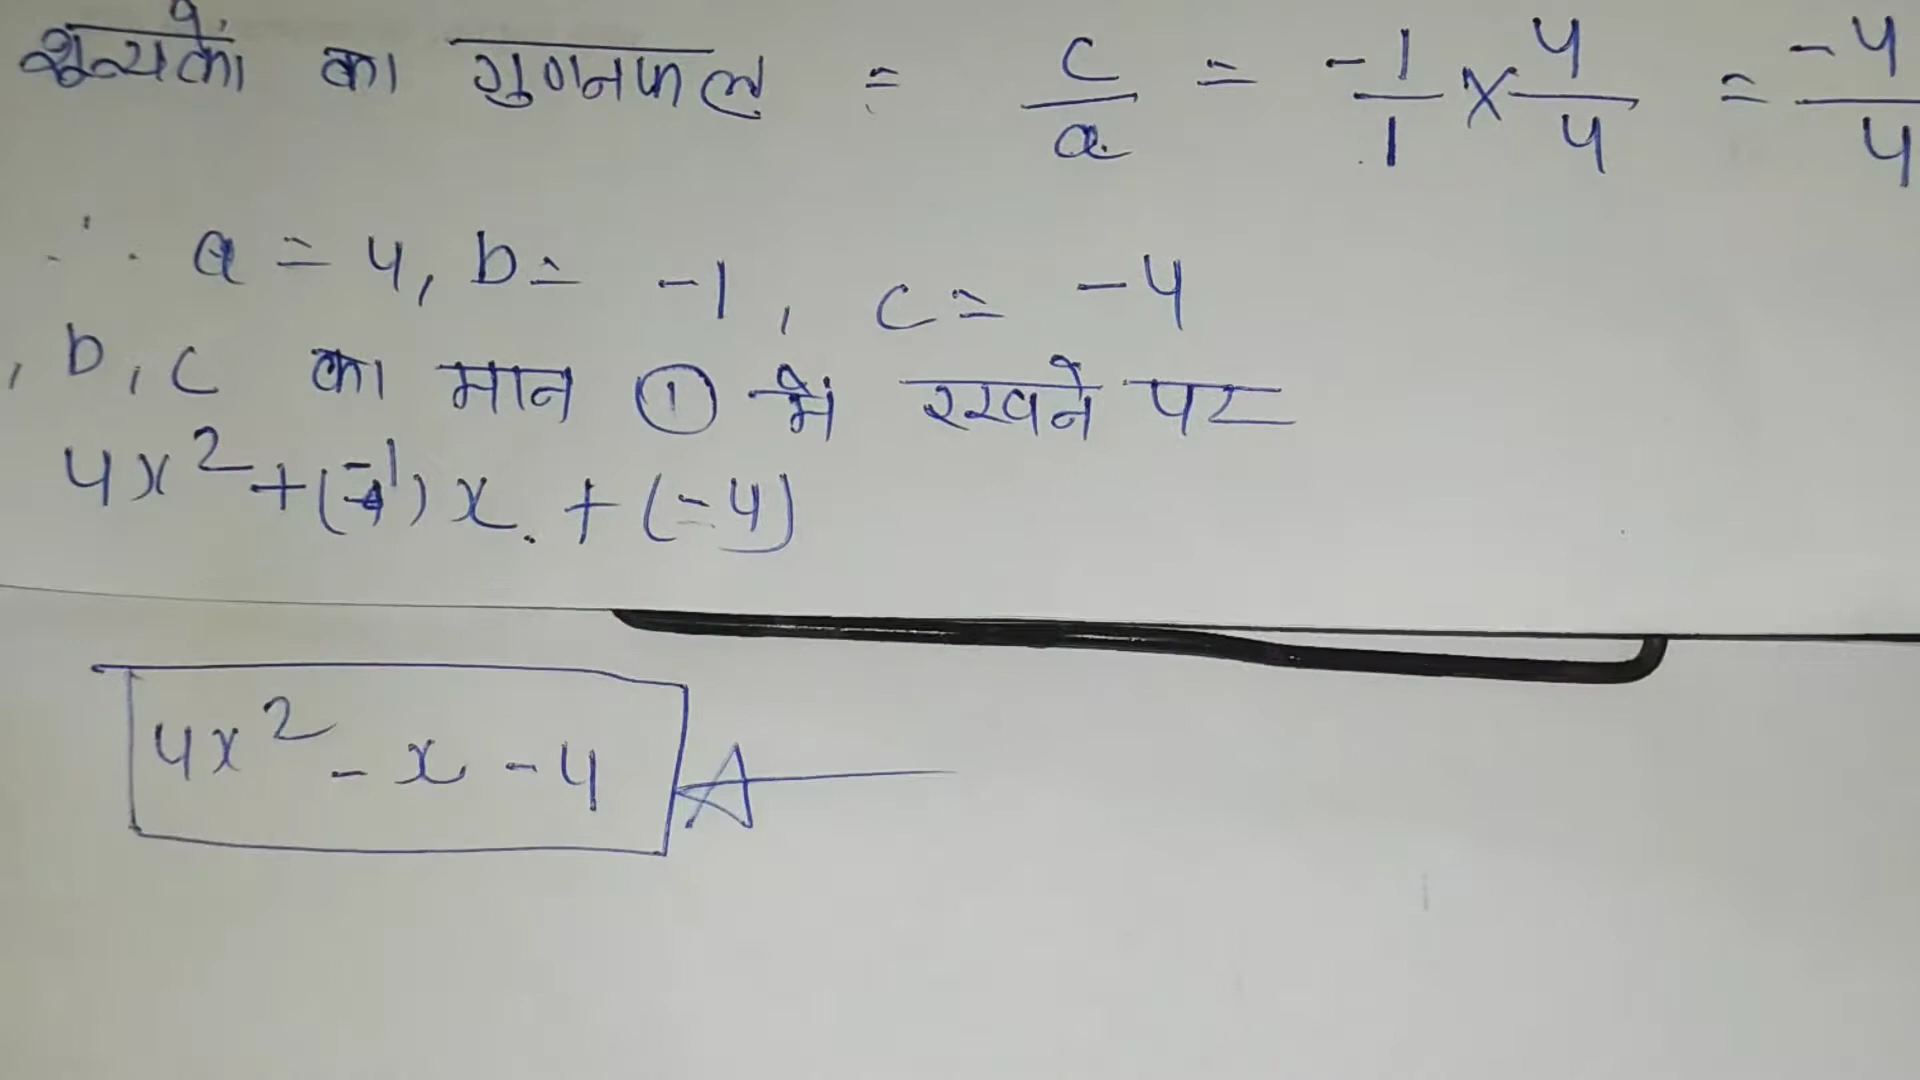 शून्यकों का गुणनफल = c/a = -1/1 × 4/4 = -4/4
∴ a = 4, b = -1, c = -4
, b, c का मान ① में रखने पर
4x² + (-1)x + (-4)
4x² - x - 4 A